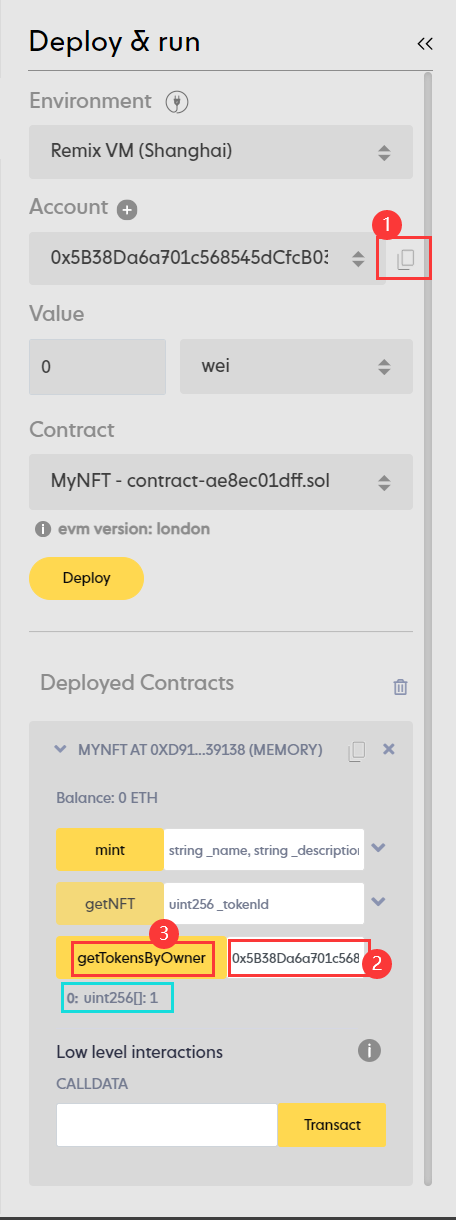 Deploy & run
Environment
Remix VM (Shanghai)
Account
1
0x5B38Da6a701c568545dCfcB03
Value
0
wei
Contract
MyNFT - contract-ae8ec01dff.sol
evm version: london
Deploy
Deployed Contracts
MYNFT AT 0XD91...39138 (MEMORY)
Balance: 0 ETH
mint
string _name, string _description
getNFT
uint256 _tokenId
3
getTokensByOwner
0x5B38Da6a701c568
2
0: uint256[]: 1
Low level interactions
CALLDATA
Transact